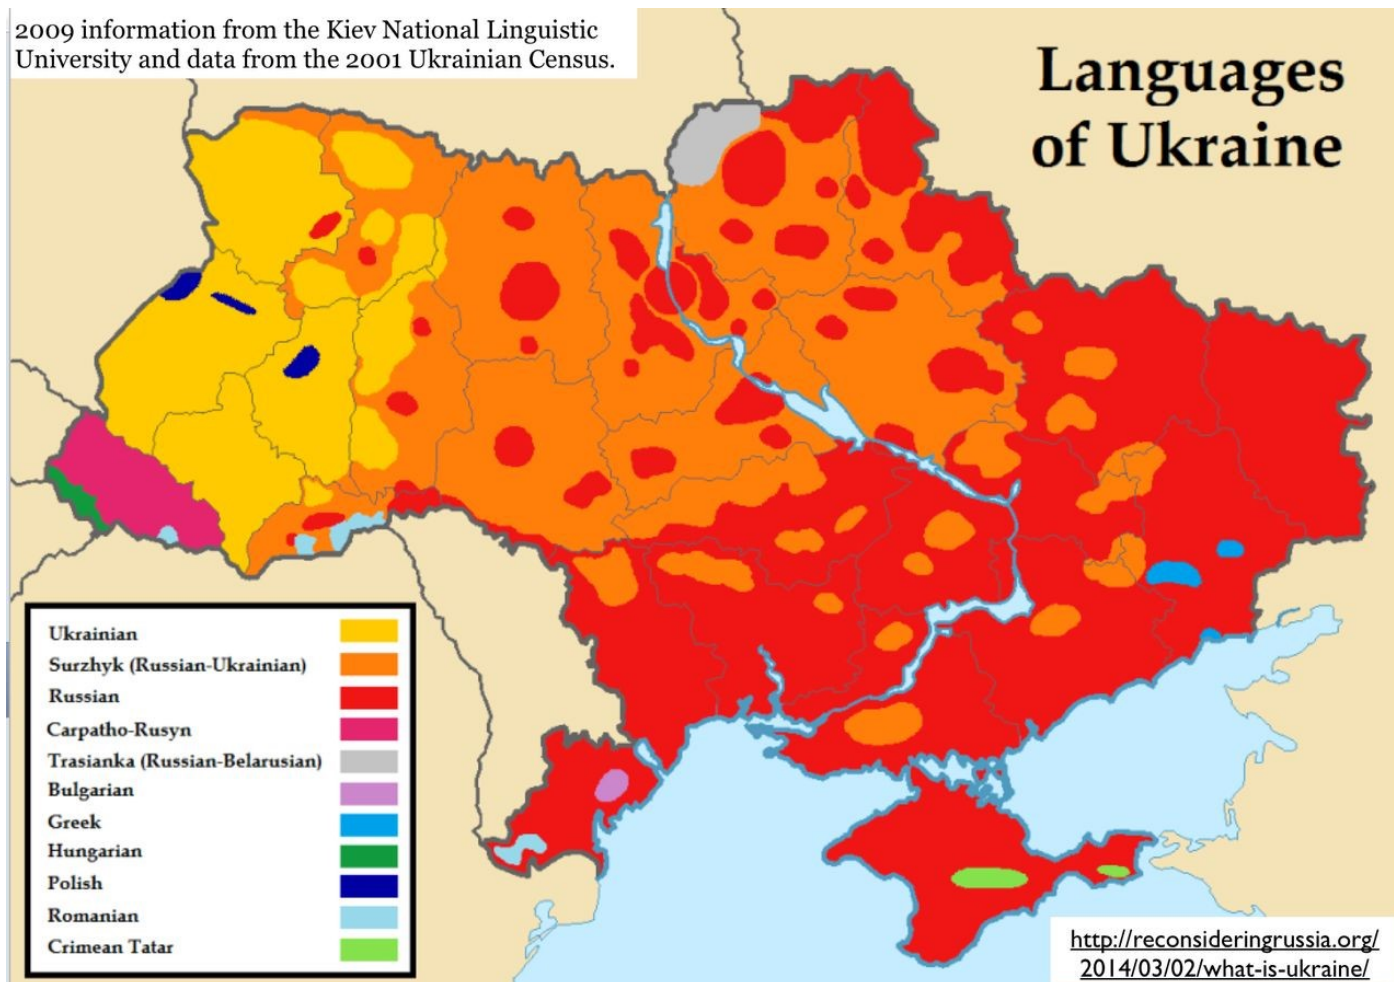 2009 information from the Kiev National Linguistic
University and data from the 2001 Ukrainian Census.
Languages
of Ukraine
Ukrainian
Surzhyk (Russian-Ukrainian)
Russian
Carpatho-Rusyn
Trasianka (Russian-Belarusian)
Bulgarian
Greek
Hungarian
Polish
Romanian
Crimean Tatar
http://reconsideringrussia.org/
2014/03/02/what-is-ukraine/